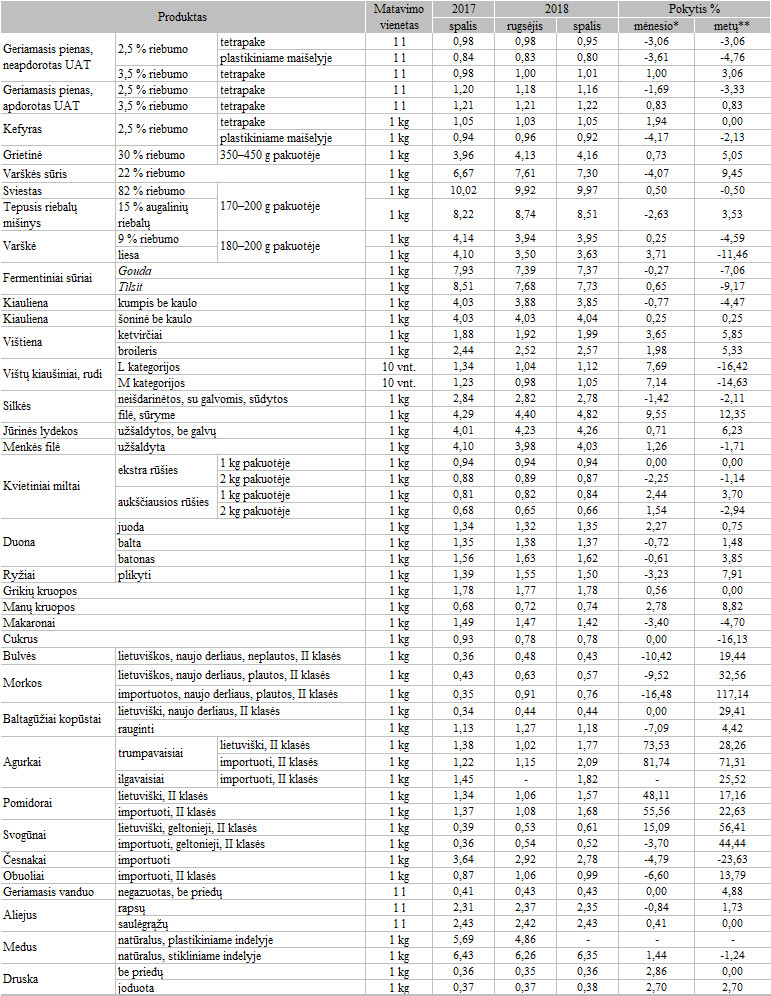 Produktas Matavimo vienetas 2017 2018 Pokytis %
spalis rugsėjis spalis mėnesio* metų**
Geriamasis pienas, neapdorotas UAT 2,5 % riebumo tetrapake 1 l 0,98 0,98 0,95 -3,06 -3,06
plastikiniame maišelyje 1 l 0,84 0,83 0,80 -3,61 -4,76
3,5 % riebumo tetrapake 1 l 0,98 1,00 1,01 1,00 3,06
Geriamasis pienas, apdorotas UAT 2,5 % riebumo tetrapake 1 l 1,20 1,18 1,16 -1,69 -3,33
3,5 % riebumo tetrapake 1 l 1,21 1,21 1,22 0,83 0,83
Kefyras 2,5 % riebumo tetrapake 1 kg 1,05 1,03 1,05 1,94 0,00
plastikiniame maišelyje 1 kg 0,94 0,96 0,92 -4,17 -2,13
Grietinė 30 % riebumo 350–450 g pakuotėje 1 kg 3,96 4,13 4,16 0,73 5,05
Varškės sūris 22 % riebumo 1 kg 6,67 7,61 7,30 -4,07 9,45
Sviestas 82 % riebumo 170–200 g pakuotėje 1 kg 10,02 9,92 9,97 0,50 -0,50
Tepusis riebalų mišinys 15 % augalinių riebalų 1 kg 8,22 8,74 8,51 -2,63 3,53
Varškė 9 % riebumo 180–200 g pakuotėje 1 kg 4,14 3,94 3,95 0,25 -4,59
liesa 1 kg 4,10 3,50 3,63 3,71 -11,46
Fermentiniai sūriai Gouda 1 kg 7,93 7,39 7,37 -0,27 -7,06
Tilsit 1 kg 8,51 7,68 7,73 0,65 -9,17
Kiauliena kumpis be kaulo 1 kg 4,03 3,88 3,85 -0,77 -4,47
Kiauliena šoninė be kaulo 1 kg 4,03 4,03 4,04 0,25 0,25
Vištiena ketvirčiai 1 kg 1,88 1,92 1,99 3,65 5,85
broileris 1 kg 2,44 2,52 2,57 1,98 5,33
Vištų kiaušiniai, rudi L kategorijos 10 vnt. 1,34 1,04 1,12 7,69 -16,42
M kategorijos 10 vnt. 1,23 0,98 1,05 7,14 -14,63
Silkės neišdarinėtos, su galvomis, sūdytos 1 kg 2,84 2,82 2,78 -1,42 -2,11
filė, sūryme 1 kg 4,29 4,40 4,82 9,55 12,35
Jūrinės lydekos užšaldytos, be galvų 1 kg 4,01 4,23 4,26 0,71 6,23
Menkės filė užšaldyta 1 kg 4,10 3,98 4,03 1,26 -1,71
Kvietiniai miltai ekstra rūšies 1 kg pakuotėje 1 kg 0,94 0,94 0,94 0,00 0,00
2 kg pakuotėje 1 kg 0,88 0,89 0,87 -2,25 -1,14
aukščiausios rūšies 1 kg pakuotėje 1 kg 0,81 0,82 0,84 2,44 3,70
2 kg pakuotėje 1 kg 0,68 0,65 0,66 1,54 -2,94
Duona juoda 1 kg 1,34 1,32 1,35 2,27 0,75
balta 1 kg 1,35 1,38 1,37 -0,72 1,48
batonas 1 kg 1,56 1,63 1,62 -0,61 3,85
Ryžiai plikyti 1 kg 1,39 1,55 1,50 -3,23 7,91
Grikių kruopos 1 kg 1,78 1,77 1,78 0,56 0,00
Manų kruopos 1 kg 0,68 0,72 0,74 2,78 8,82
Makaronai 1 kg 1,49 1,47 1,42 -3,40 -4,70
Cukrus 1 kg 0,93 0,78 0,78 0,00 -16,13
Bulvės lietuviškos, naujo derliaus, neplautos, II klasės 1 kg 0,36 0,48 0,43 -10,42 19,44
Morkos lietuviškos, naujo derliaus, plautos, II klasės 1 kg 0,43 0,63 0,57 -9,52 32,56
importuotos, naujo derliaus, plautos, II klasės 1 kg 0,35 0,91 0,76 -16,48 117,14
Baltagūžiai kopūstai lietuviški, naujo derliaus, II klasės 1 kg 0,34 0,44 0,44 0,00 29,41
rauginti 1 kg 1,13 1,27 1,18 -7,09 4,42
Agurkai trumpavaisiai lietuviški, II klasės 1 kg 1,38 1,02 1,77 73,53 28,26
importuoti, II klasės 1 kg 1,22 1,15 2,09 81,74 71,31
ilgavaisiai importuoti, II klasės 1 kg 1,45 - 1,82 - 25,52
Pomidorai lietuviški, II klasės 1 kg 1,34 1,06 1,57 48,11 17,16
importuoti, II klasės 1 kg 1,37 1,08 1,68 55,56 22,63
Svogūnai lietuviški, geltonieji, II klasės 1 kg 0,39 0,53 0,61 15,09 56,41
importuoti, geltonieji, II klasės 1 kg 0,36 0,54 0,52 -3,70 44,44
Česnakai importuoti 1 kg 3,64 2,92 2,78 -4,79 -23,63
Obuoliai importuoti, II klasės 1 kg 0,87 1,06 0,99 -6,60 13,79
Geriamasis vanduo negazuotas, be priedų 1 l 0,41 0,43 0,43 0,00 4,88
Aliejus rapsų 1 l 2,31 2,37 2,35 -0,84 1,73
saulėgrąžų 1 l 2,43 2,42 2,43 0,41 0,00
Medus natūralus, plastikiniame indelyje 1 kg 5,69 4,86 - - -
natūralus, stikliniame indelyje 1 kg 6,43 6,26 6,35 1,44 -1,24
Druska be priedų 1 kg 0,36 0,35 0,36 2,86 0,00
joduota 1 kg 0,37 0,37 0,38 2,70 2,70